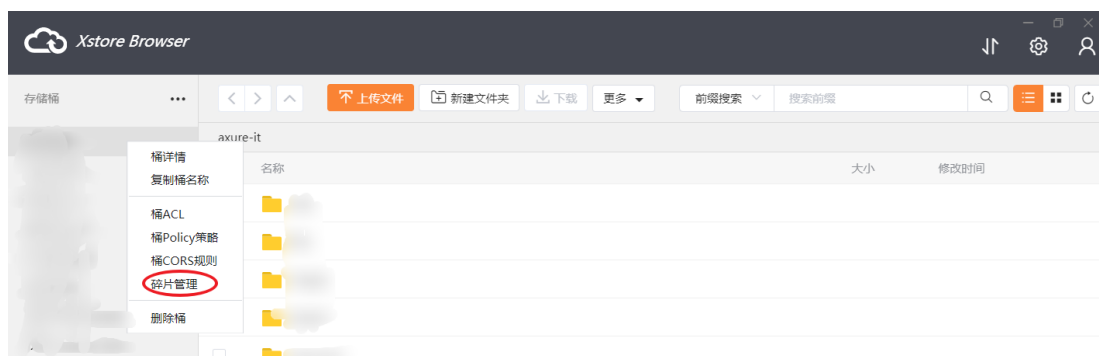 Xstore Browser
存储桶
上传文件
新建文件夹
下载
更多
前缀搜索
搜索前缀
axure-it
名称
大小
修改时间
桶详情
复制桶名称
桶ACL
桶Policy策略
桶CORS规则
碎片管理
删除桶